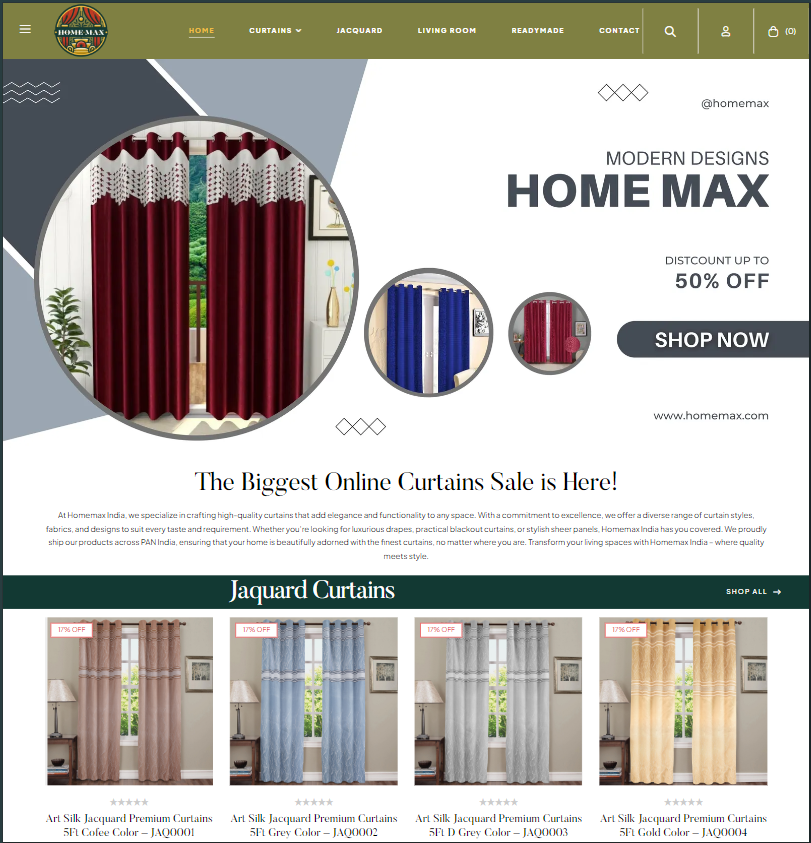 HOME MAX
HOME
CURTAINS
JACQUARD
LIVING ROOM
READYMADE
CONTACT
(0)
@homemax
MODERN DESIGNS
HOME MAX
DISTCOUNT UP TO
50% OFF
SHOP NOW
www.homemax.com
The Biggest Online Curtains Sale is Here!
At Homemax India, we specialize in crafting high-quality curtains that add elegance and functionality to any space. With a commitment to excellence, we offer a diverse range of curtain styles,
fabrics, and designs to suit every taste and requirement. Whether you're looking for luxurious drapes, practical blackout curtains, or stylish sheer panels, Homemax India has you covered. We proudly
ship our products across PAN India, ensuring that your home is beautifully adorned with the finest curtains, no matter where you are. Transform your living spaces with Homemax India – where quality
meets style.
Jaquard Curtains
SHOP ALL
17% OFF
17% OFF
17% OFF
17% OFF
Art Silk Jacquard Premium Curtains
5Ft Cofee Color – JAQ0001
Art Silk Jacquard Premium Curtains
5Ft Grey Color – JAQ0002
Art Silk Jacquard Premium Curtains
5Ft D Grey Color – JAQ0003
Art Silk Jacquard Premium Curtains
5Ft Gold Color – JAQ0004